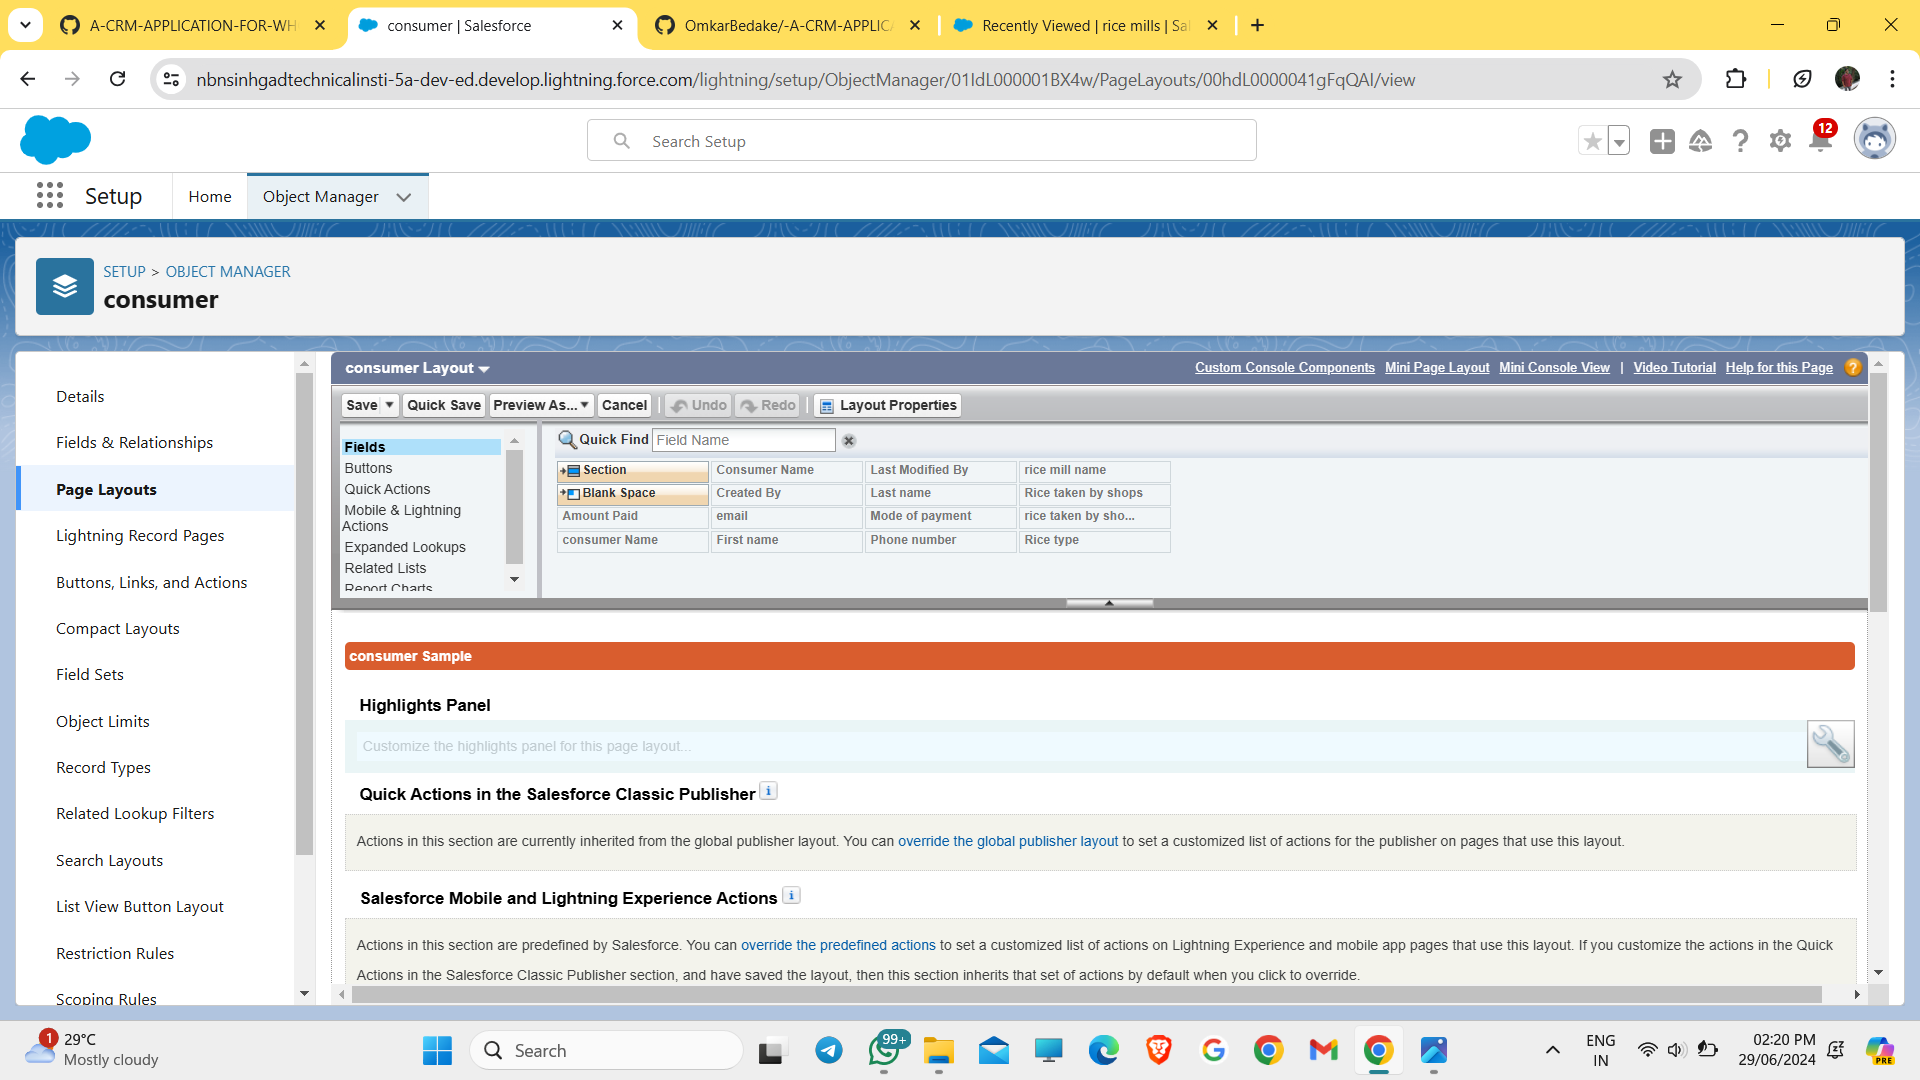 A-CRM-APPLICATION-FOR-WH
consumer | Salesforce
OmkarBedake/-A-CRM-APPLICA
Recently Viewed | rice mills | Sa
nbnsinhgadtechnicalinsti-5a-dev-ed.develop.lightning.force.com/lightning/setup/ObjectManager/01IdL000001BX4w/PageLayouts/00hdL0000041gFqQAI/view
Search Setup
12
Setup
Home
Object Manager
SETUP > OBJECT MANAGER
consumer
Details
Fields & Relationships
Page Layouts
Lightning Record Pages
Buttons, Links, and Actions
Compact Layouts
Field Sets
Object Limits
Record Types
Related Lookup Filters
Search Layouts
List View Button Layout
Restriction Rules
Scoping Rules
consumer Layout
Custom Console Components Mini Page Layout Mini Console View | Video Tutorial Help for this Page ?
Save Quick Save Preview As... Cancel Undo Redo Layout Properties
Fields
Buttons
Quick Actions
Mobile & Lightning
Actions
Expanded Lookups
Related Lists
Report Charts
Quick Find Field Name
Section Consumer Name Last Modified By rice mill name
Blank Space Created By Last name Rice taken by shops
Amount Paid email Mode of payment rice taken by sho...
consumer Name First name Phone number Rice type
consumer Sample
Highlights Panel
Customize the highlights panel for this page layout...
Quick Actions in the Salesforce Classic Publisher i
Actions in this section are currently inherited from the global publisher layout. You can override the global publisher layout to set a customized list of actions for the publisher on pages that use this layout.
Salesforce Mobile and Lightning Experience Actions i
Actions in this section are predefined by Salesforce. You can override the predefined actions to set a customized list of actions on Lightning Experience and mobile app pages that use this layout. If you customize the actions in the Quick
Actions in the Salesforce Classic Publisher section, and have saved the layout, then this section inherits that set of actions by default when you click to override.
1
29°C
Mostly cloudy
Search
99+
ENG
IN
02:20 PM
29/06/2024
PRE